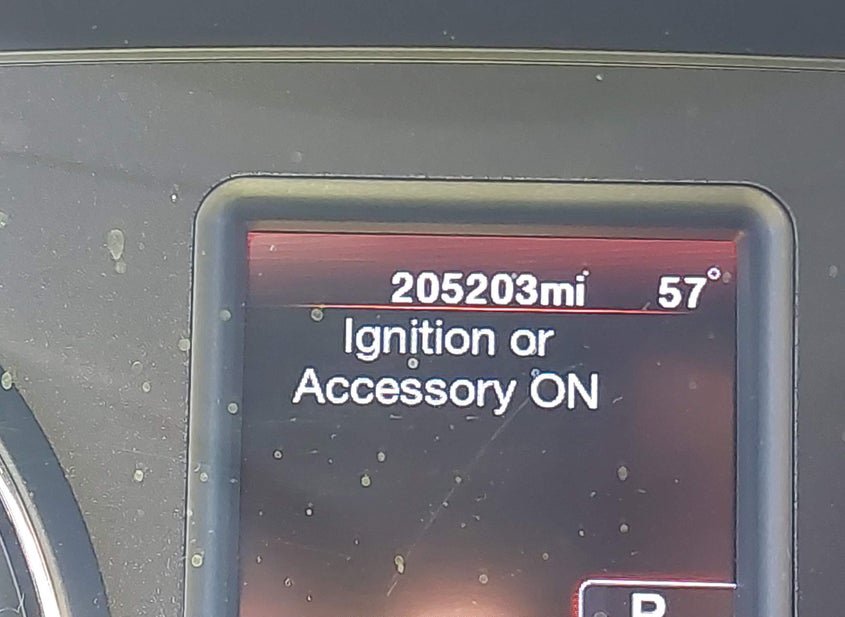 205203mi 57°
Ignition or
Accessory ON
P